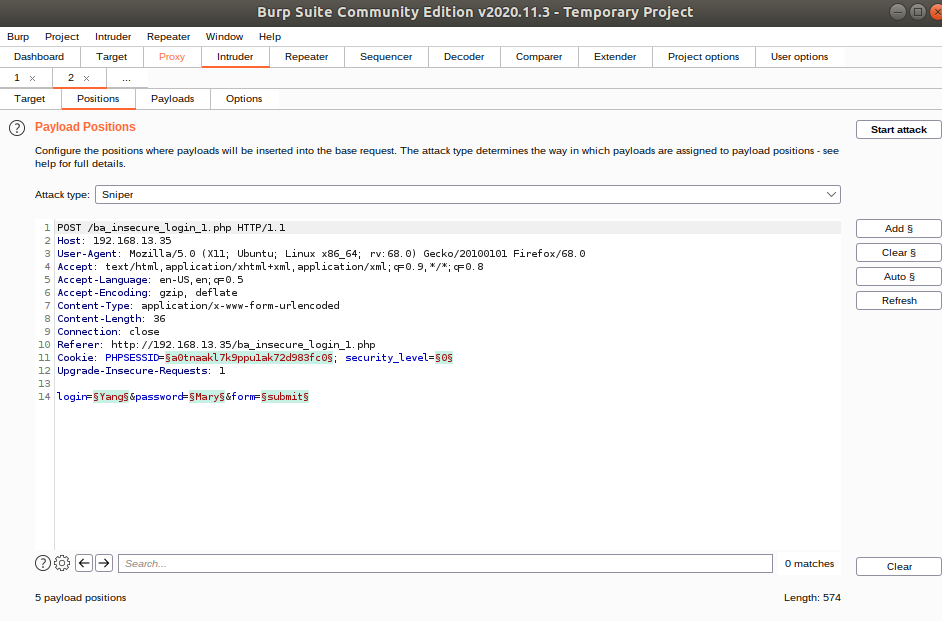 Burp Suite Community Edition v2020.11.3 - Temporary Project
Burp Project Intruder Repeater Window Help
Dashboard Target Proxy Intruder Repeater Sequencer Decoder Comparer Extender Project options User options
1 × 2 × ...
Target Positions Payloads Options
? Payload Positions
Start attack
Configure the positions where payloads will be inserted into the base request. The attack type determines the way in which payloads are assigned to payload positions - see
help for full details.
Attack type: Sniper
1 POST /ba_insecure_login_1.php HTTP/1.1
2 Host: 192.168.13.35
3 User-Agent: Mozilla/5.0 (X11; Ubuntu; Linux x86_64; rv:68.0) Gecko/20100101 Firefox/68.0
4 Accept: text/html,application/xhtml+xml,application/xml;q=0.9,*/*;q=0.8
5 Accept-Language: en-US,en;q=0.5
6 Accept-Encoding: gzip, deflate
7 Content-Type: application/x-www-form-urlencoded
8 Content-Length: 36
9 Connection: close
10 Referer: http://192.168.13.35/ba_insecure_login_1.php
11 Cookie: PHPSESSID=§a0tnaakl7k9ppu1ak72d983fc0§; security_level=§0§
12 Upgrade-Insecure-Requests: 1
13
14 login=§Yang§&password=§Mary§&form=§submit§
Add §
Clear §
Auto §
Refresh
? Search... 0 matches Clear
5 payload positions Length: 574